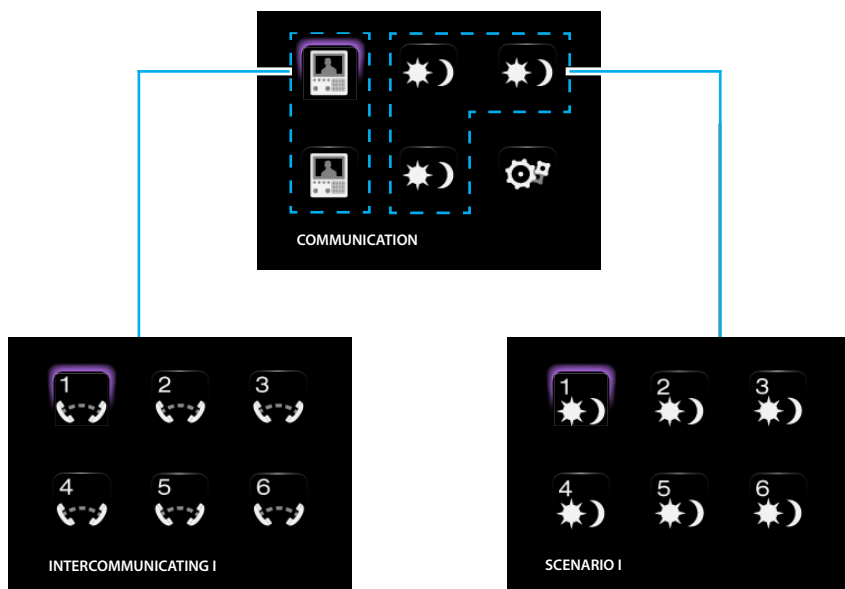 COMMUNICATION
1 2 3
4 5 6
INTERCOMMUNICATING I
1 2 3
4 5 6
SCENARIO I